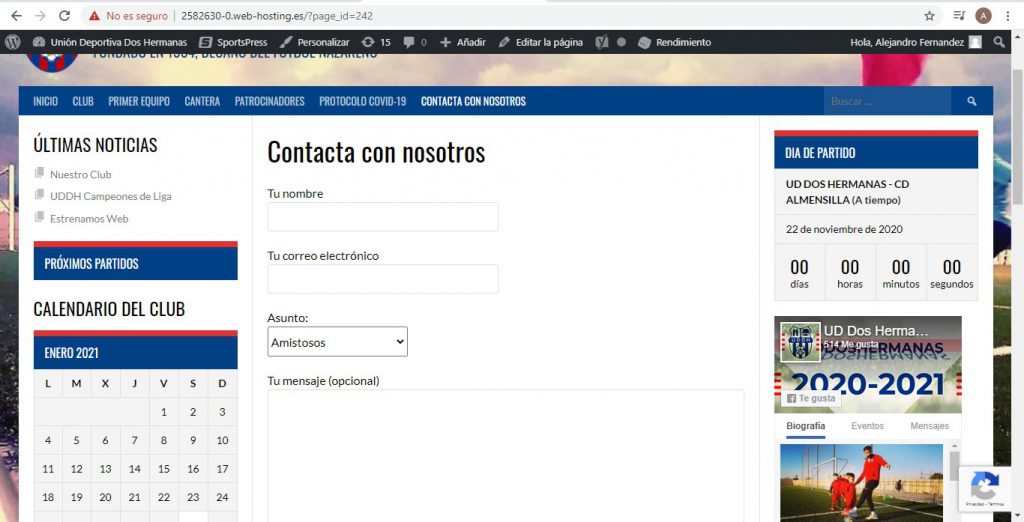 No es seguro | 2582630-0.web-hosting.es/?page_id=242
A
Unión Deportiva Dos Hermanas
SportsPress
Personalizar
15
0
Añadir
Editar la página
Rendimiento
Hola, Alejandro Fernandez
FUNDADO EN 1934, DECANO DEL FÚTBOL NAZARENO
INICIO
CLUB
PRIMER EQUIPO
CANTERA
PATROCINADORES
PROTOCOLO COVID-19
CONTACTA CON NOSOTROS
Buscar …
ÚLTIMAS NOTICIAS
Nuestro Club
UDDH Campeones de Liga
Estrenamos Web
PRÓXIMOS PARTIDOS
CALENDARIO DEL CLUB
ENERO 2021
L M X J V S D
1 2 3
4 5 6 7 8 9 10
11 12 13 14 15 16 17
18 19 20 21 22 23 24
Contacta con nosotros
Tu nombre
Tu correo electrónico
Asunto:
Amistosos
Tu mensaje (opcional)
DIA DE PARTIDO
UD DOS HERMANAS - CD
ALMENSILLA (A tiempo)
22 de noviembre de 2020
00 00 00 00
días horas minutos segundos
UD Dos Herma...
514 Me gusta
UDDH
UDDOSHERMANAS
2020-2021
Te gusta
Biografía
Eventos
Mensajes
Privacidad - Términos